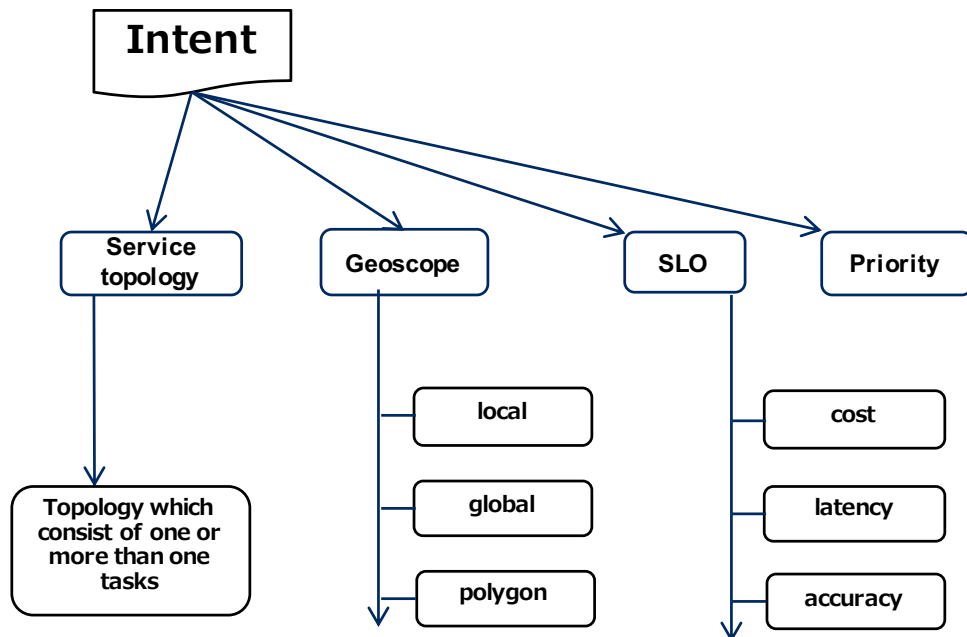 Intent
Service
topology
Geoscope
SLO
Priority
local
cost
global
latency
Topology which
consist of one or
more than one
tasks
polygon
accuracy